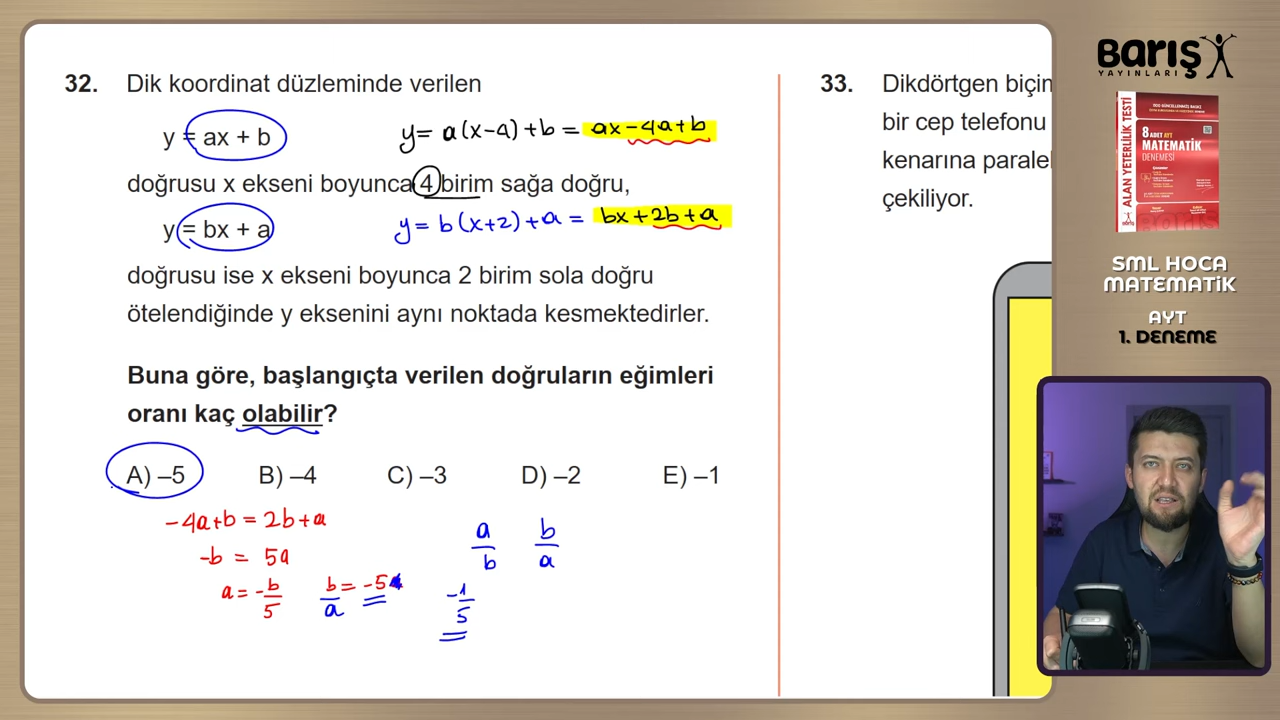 32. Dik koordinat düzleminde verilen
y = ax + b
y = a(x-4)+b = ax-4a+b
doğrusu x ekseni boyunca 4 birim sağa doğru,
y = bx + a
y = b(x+2)+a = bx+2b+a
doğrusu ise x ekseni boyunca 2 birim sola doğru
ötelendiğinde y eksenini aynı noktada kesmektedirler.
Buna göre, başlangıçta verilen doğruların eğimleri
oranı kaç olabilir?
A) –5 B) –4 C) –3 D) –2 E) –1
-4a+b = 2b+a
-b = 5a
a = -b/5
b/a = -5
a/b b/a
-1/5
33. Dikdörtgen biçim
bir cep telefonu
kenarına paralel
çekiliyor.
BARIŞ
YAYINLARI
ALAN YETERLİLİK TESTİ
8 ADET AYT
MATEMATİK
DENEMESİ
SML HOCA
MATEMATİK
AYT
1. DENEME